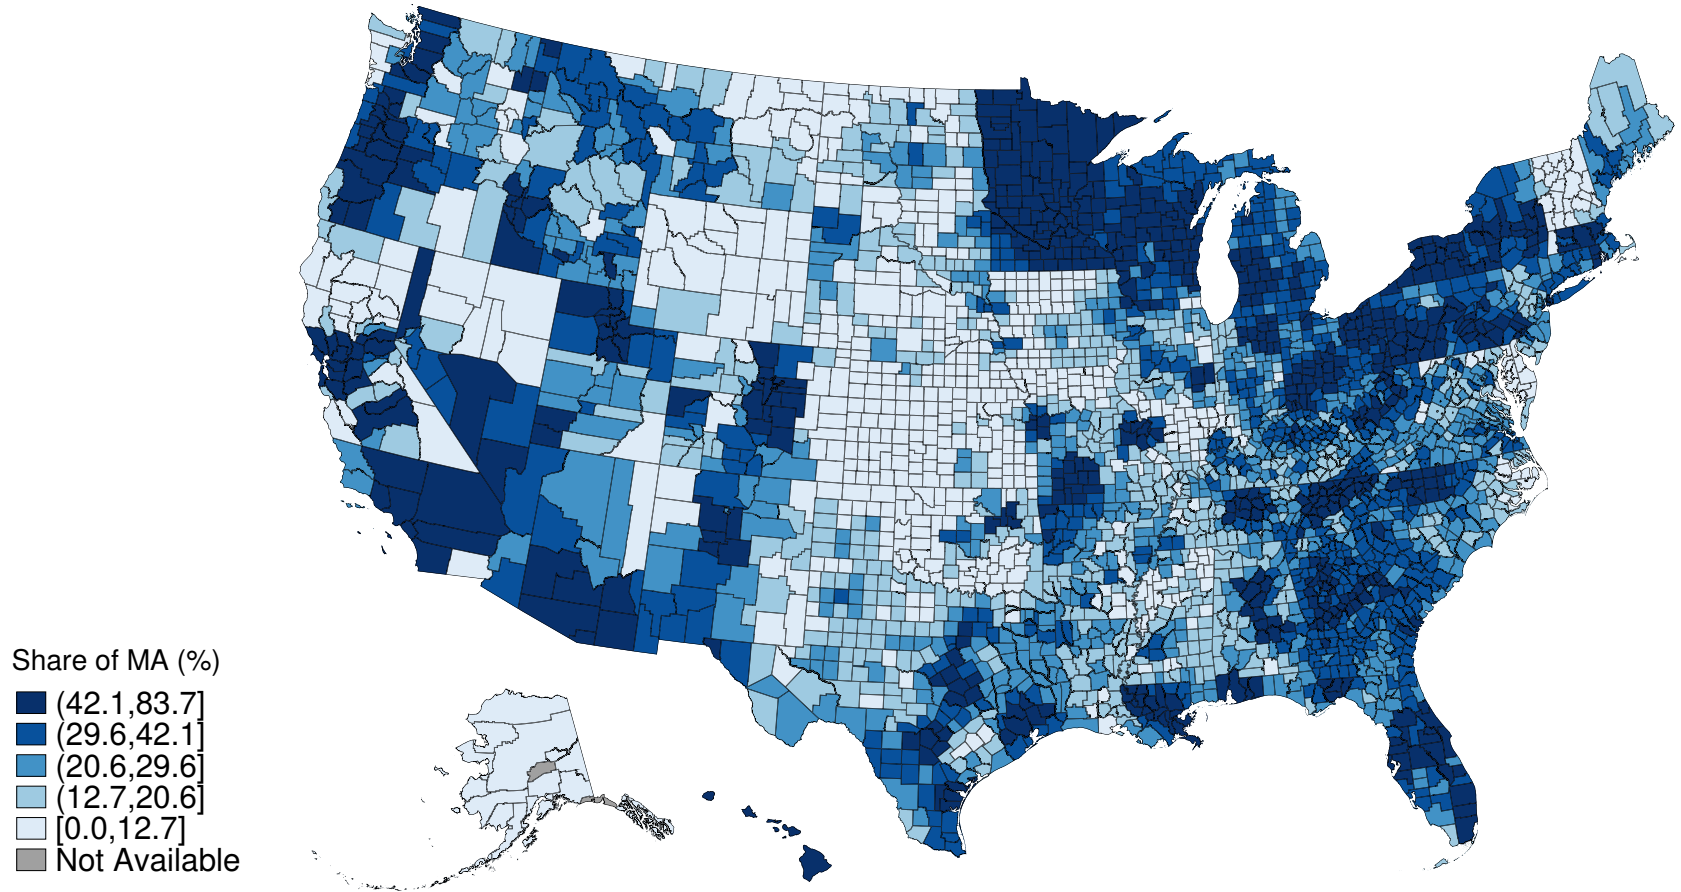 Share of MA (%)
(42.1,83.7]
(29.6,42.1]
(20.6,29.6]
(12.7,20.6]
[0.0,12.7]
Not Available